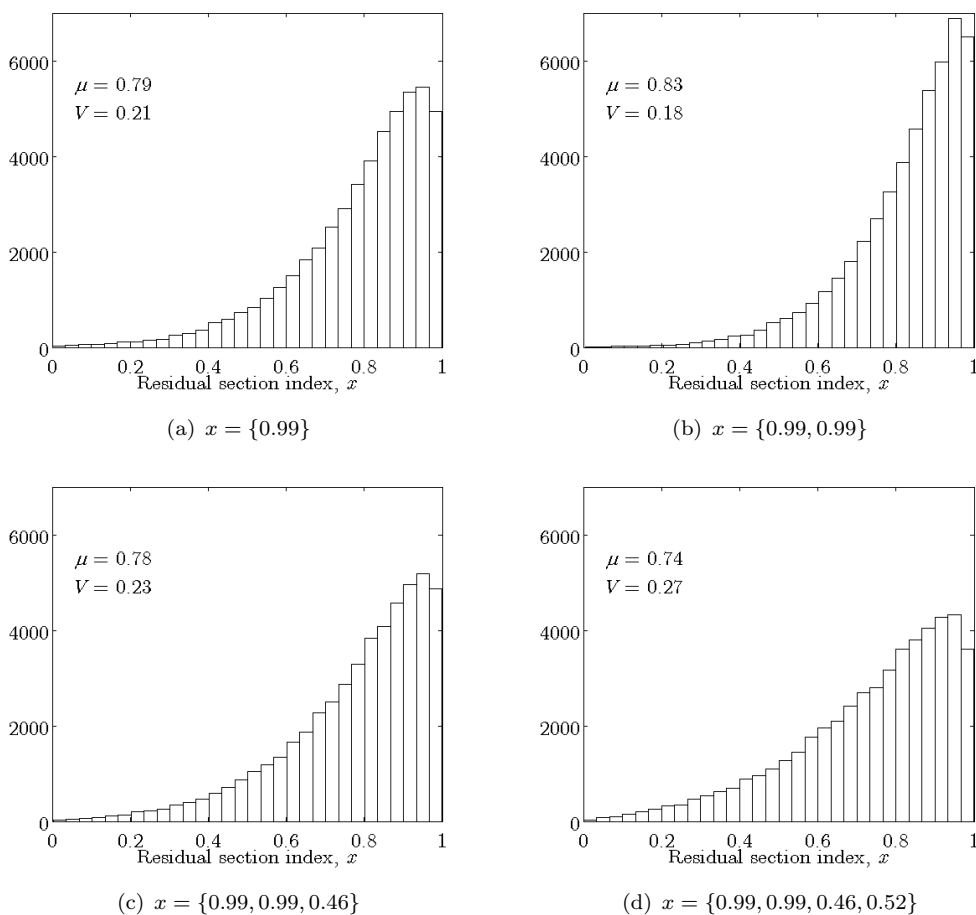 6000
4000
2000
0
μ = 0.79
V = 0.21
0 0.2 0.4 0.6 0.8 1
Residual section index, x
(a) x = {0.99}
6000
4000
2000
0
μ = 0.83
V = 0.18
0 0.2 0.4 0.6 0.8 1
Residual section index, x
(b) x = {0.99, 0.99}
6000
4000
2000
0
μ = 0.78
V = 0.23
0 0.2 0.4 0.6 0.8 1
Residual section index, x
(c) x = {0.99, 0.99, 0.46}
6000
4000
2000
0
μ = 0.74
V = 0.27
0 0.2 0.4 0.6 0.8 1
Residual section index, x
(d) x = {0.99, 0.99, 0.46, 0.52}